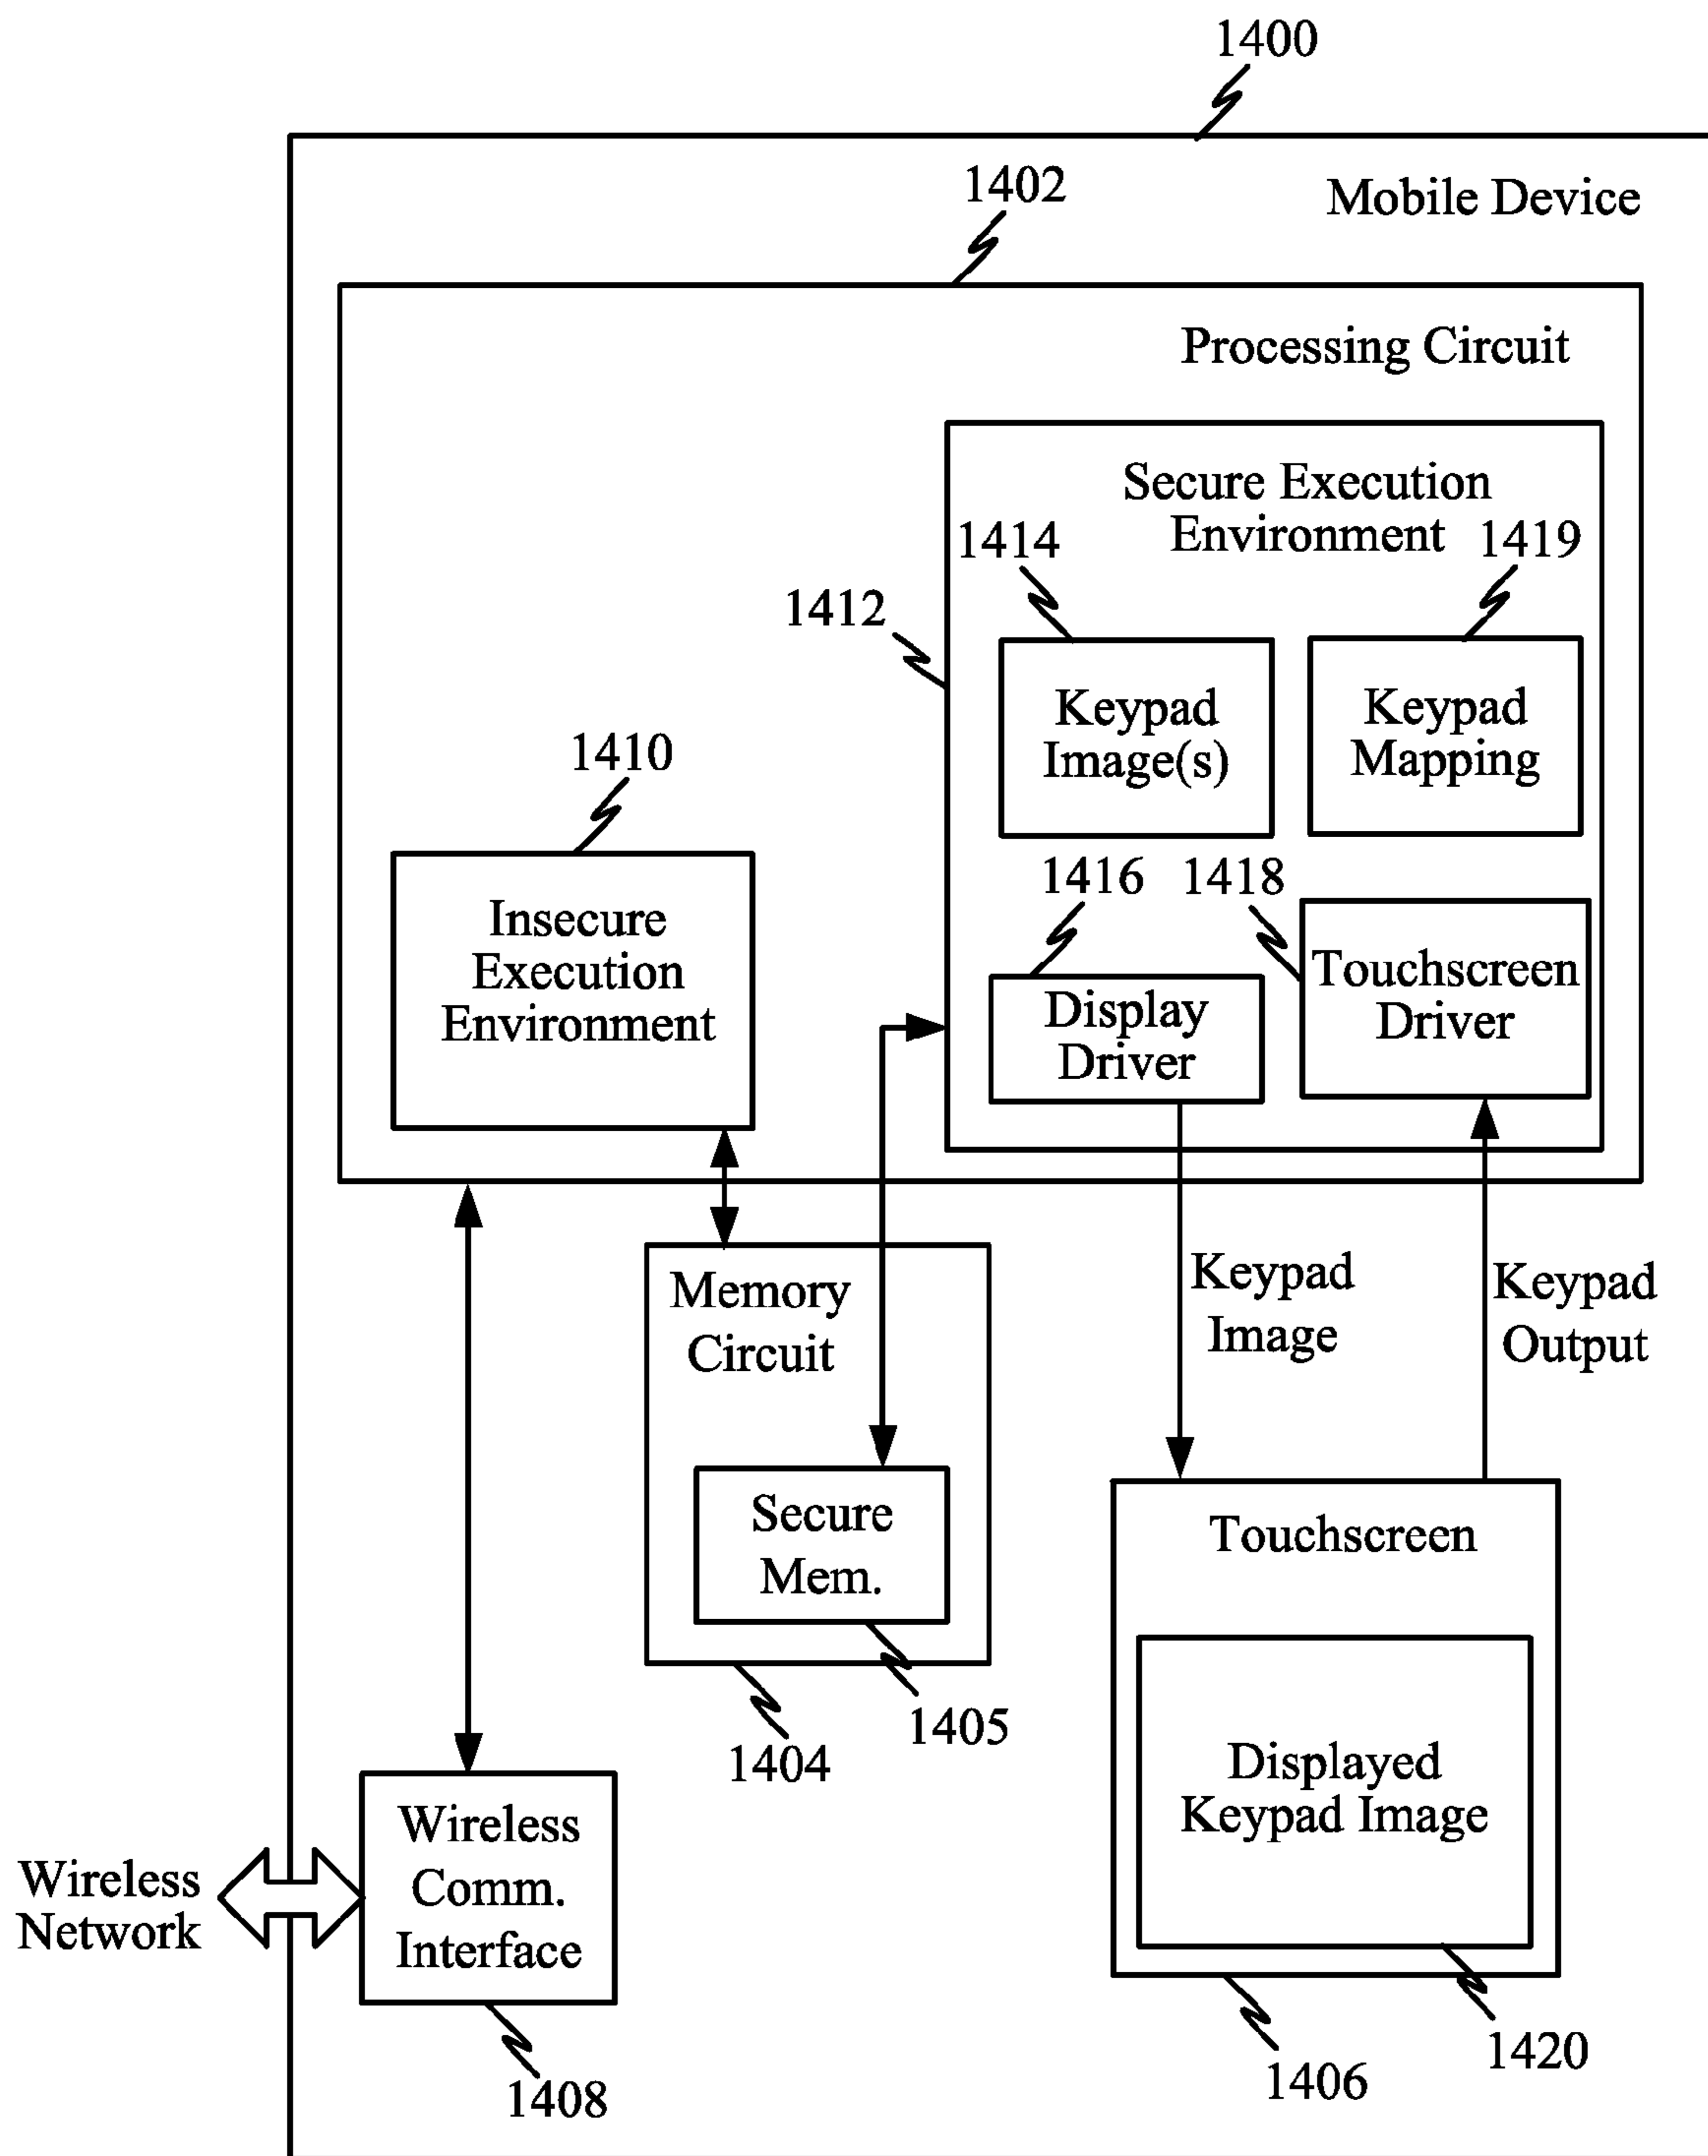 1400
Mobile Device
1402
Processing Circuit
Secure Execution
Environment
1414
1419
1412
Keypad
Image(s)
Keypad
Mapping
1410
Insecure
Execution
Environment
1416
1418
Display
Driver
Touchscreen
Driver
Memory
Circuit
Keypad
Image
Keypad
Output
Secure
Mem.
Touchscreen
1405
1404
Displayed
Keypad Image
Wireless
Comm.
Interface
Wireless
Network
1420
1406
1408